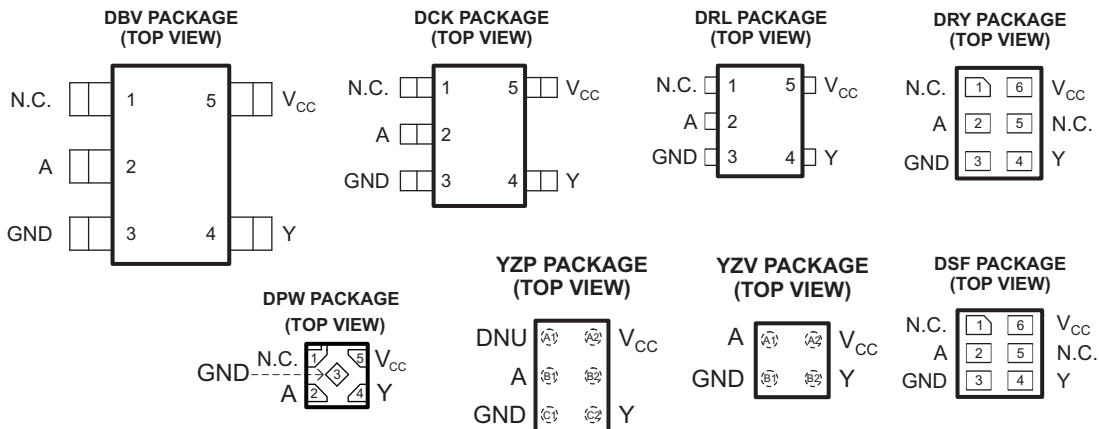 DBV PACKAGE
(TOP VIEW)
N.C. 1 5 VCC
A 2
GND 3 4 Y
DCK PACKAGE
(TOP VIEW)
N.C. 1 5 VCC
A 2
GND 3 4 Y
DRL PACKAGE
(TOP VIEW)
N.C. 1 5 VCC
A 2
GND 3 4 Y
DRY PACKAGE
(TOP VIEW)
N.C. 1 6 VCC
A 2 5 N.C.
GND 3 4 Y
DPW PACKAGE
(TOP VIEW)
N.C. 1 5 VCC
GND 3
A 2 4 Y
YZP PACKAGE
(TOP VIEW)
DNU A1 A2 VCC
A B1 B2
GND C1 C2 Y
YZV PACKAGE
(TOP VIEW)
A A1 A2 VCC
GND B1 B2 Y
DSF PACKAGE
(TOP VIEW)
N.C. 1 6 VCC
A 2 5 N.C.
GND 3 4 Y